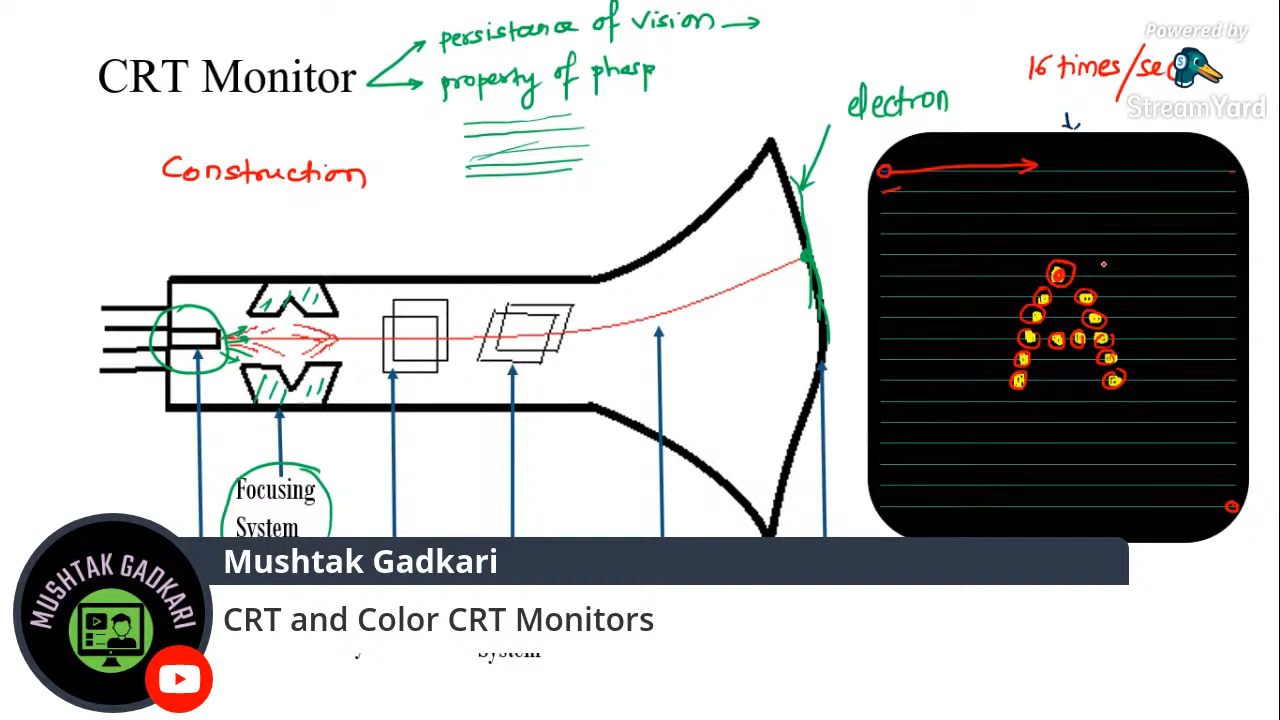 persistance of vision
CRT Monitor
property of phosp
16 times/sec
Powered by
StreamYard
electron
Construction
Focusing
System
MUSHTAK GADKARI
Mushtak Gadkari
CRT and Color CRT Monitors
System